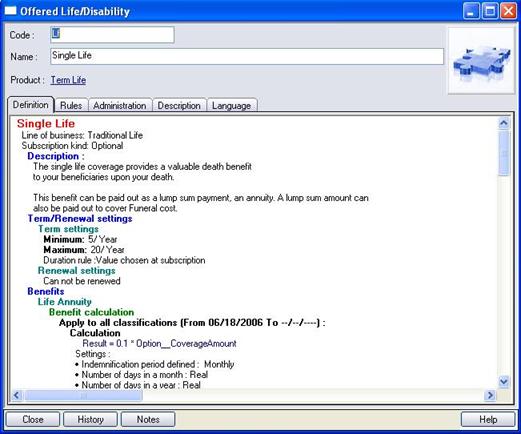 Offered Life/Disability
Code :
Name : Single Life
Product : Term Life
Definition Rules Administration Description Language
Single Life
Line of business: Traditional Life
Subscription kind: Optional
Description :
The single life coverage provides a valuable death benefit
to your beneficiaries upon your death.
This benefit can be paid out as a lump sum payment, an annuity. A lump sum amount can
also be paid out to cover Funeral cost.
Term/Renewal settings
Term settings
Minimum: 5/ Year
Maximum: 20/ Year
Duration rule :Value chosen at subscription
Renewal settings
Can not be renewed
Benefits
Life Annuity
Benefit calculation
Apply to all classifications (From 06/18/2006 To --/--/----) :
Calculation
Result = 0.1 * Option__CoverageAmount
Settings :
• Indemnification period defined : Monthly
• Number of days in a month : Real
• Number of days in a year : Real
Close History Notes Help